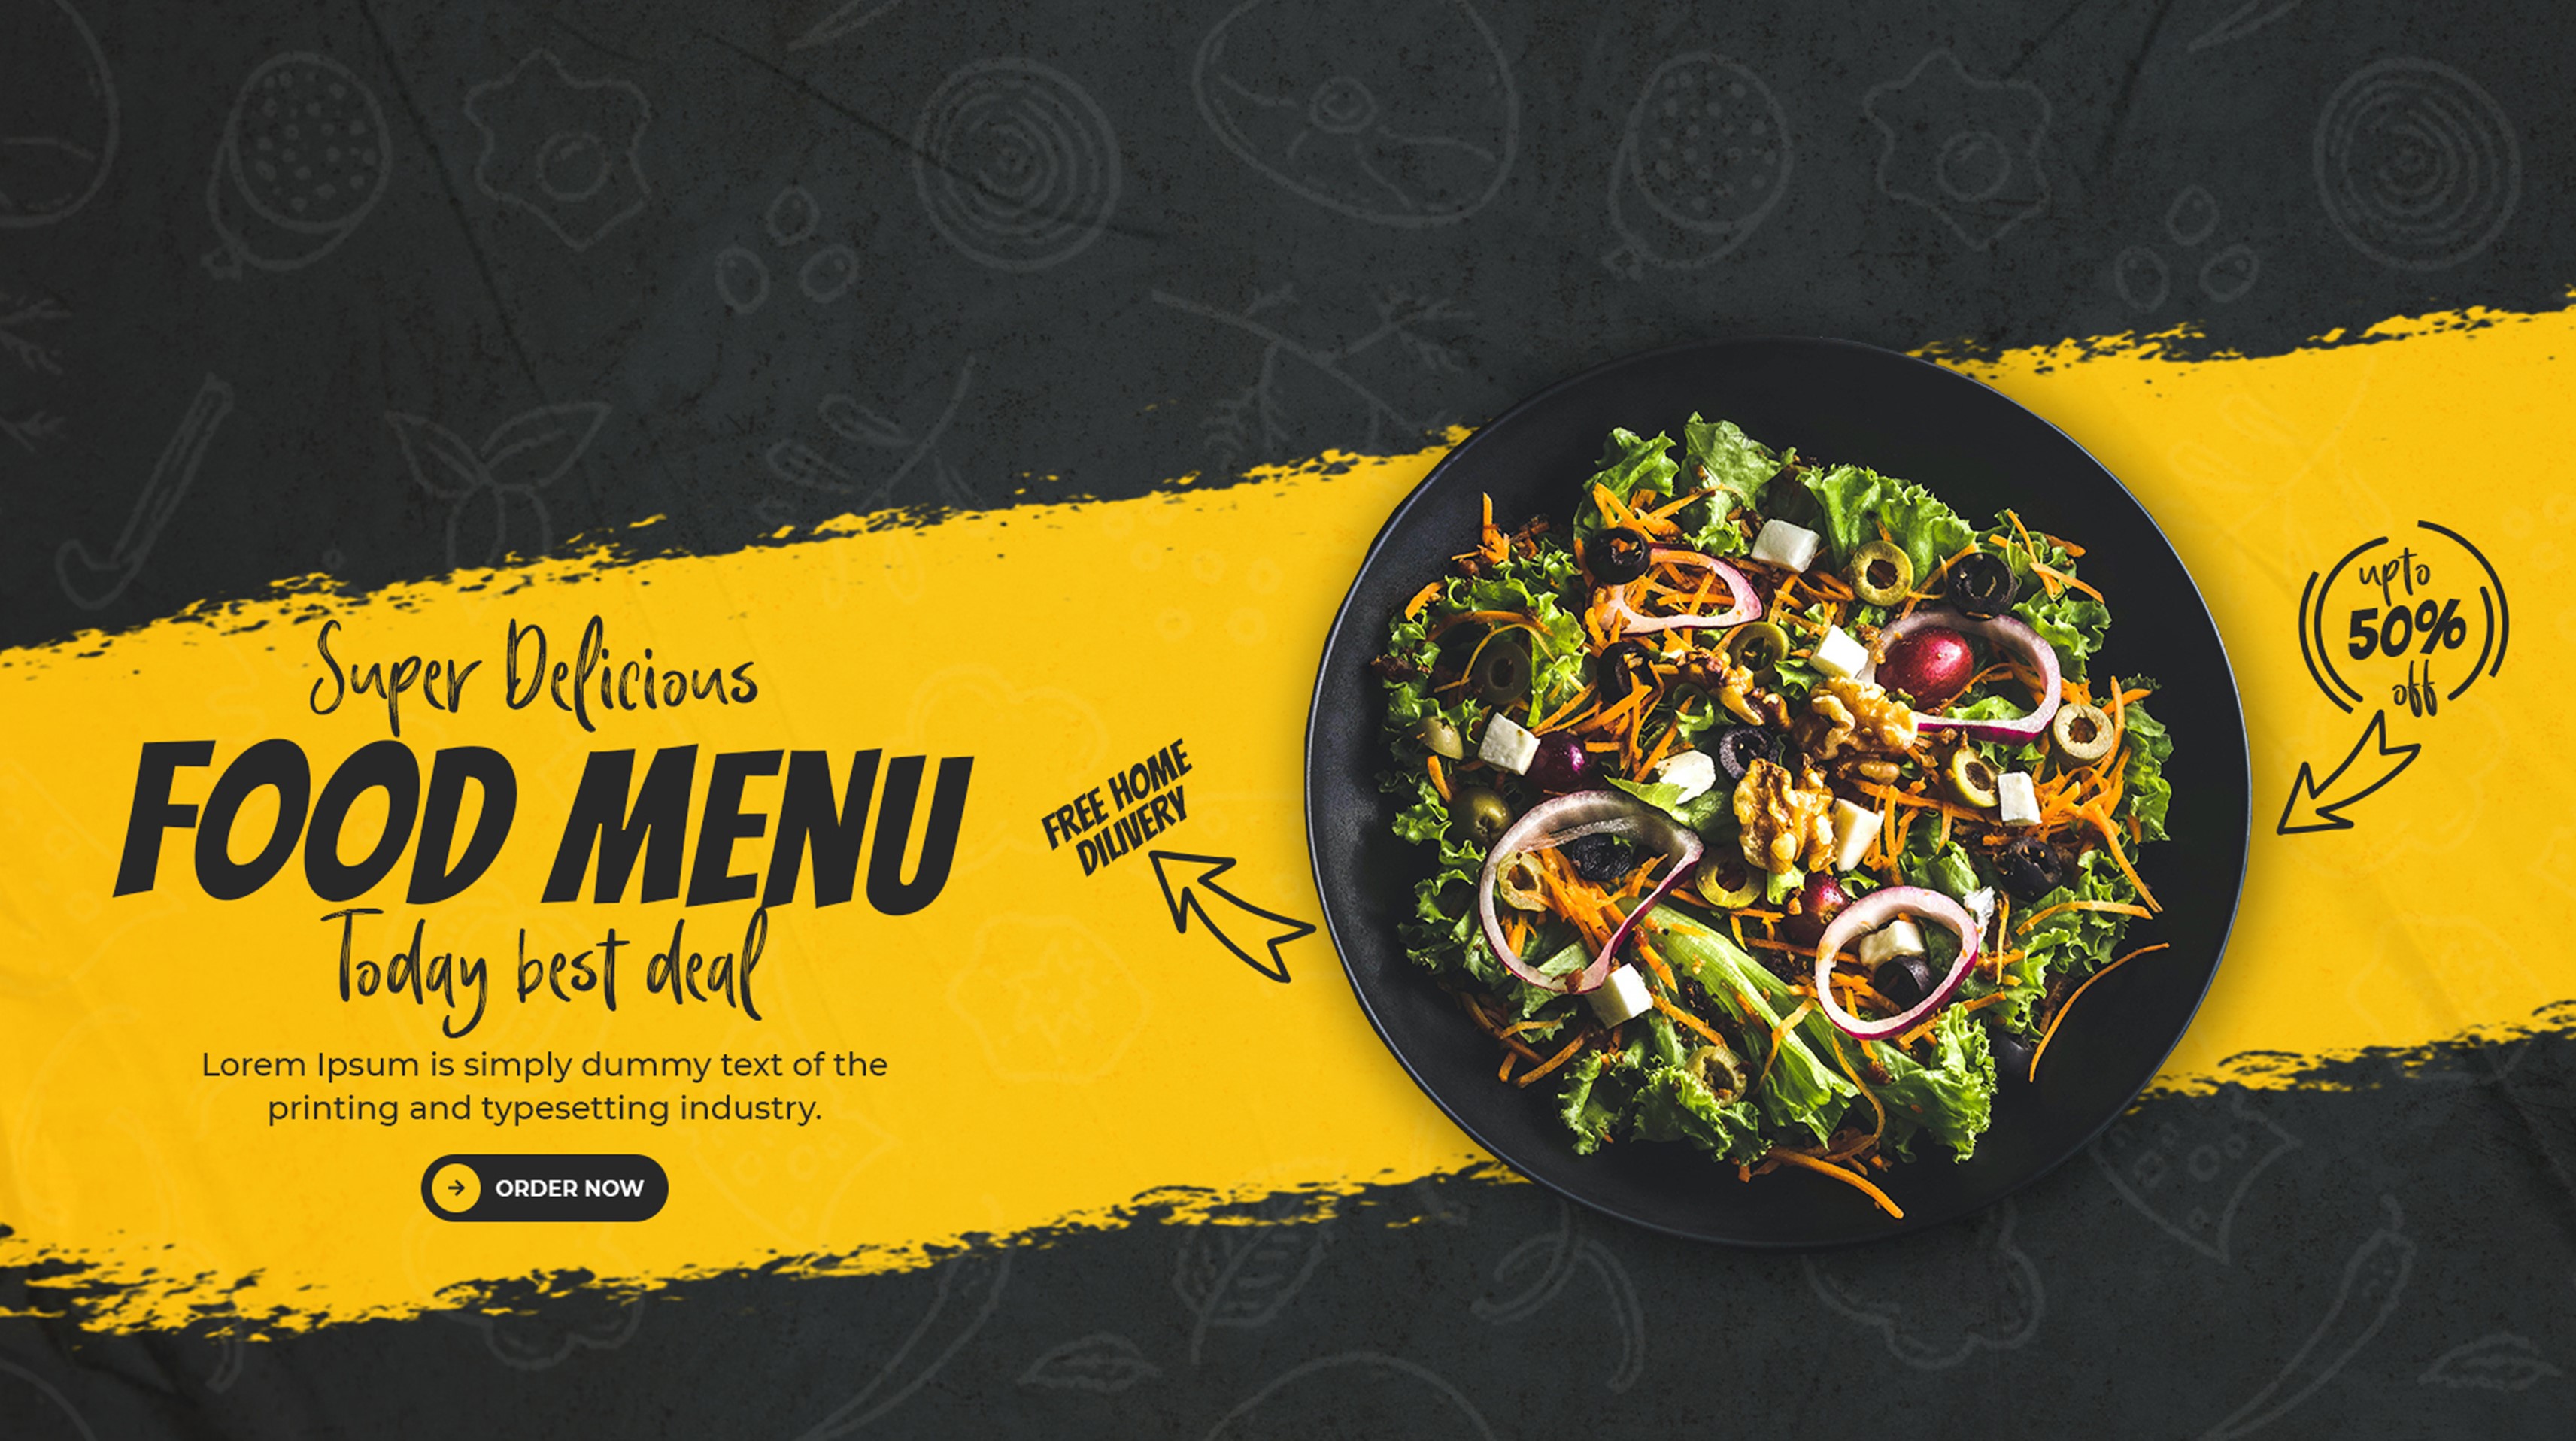 Super Delicious
FOOD MENU
Today best deal
Lorem Ipsum is simply dummy text of the
printing and typesetting industry.
ORDER NOW
FREE HOME
DILIVERY
upto
50%
off